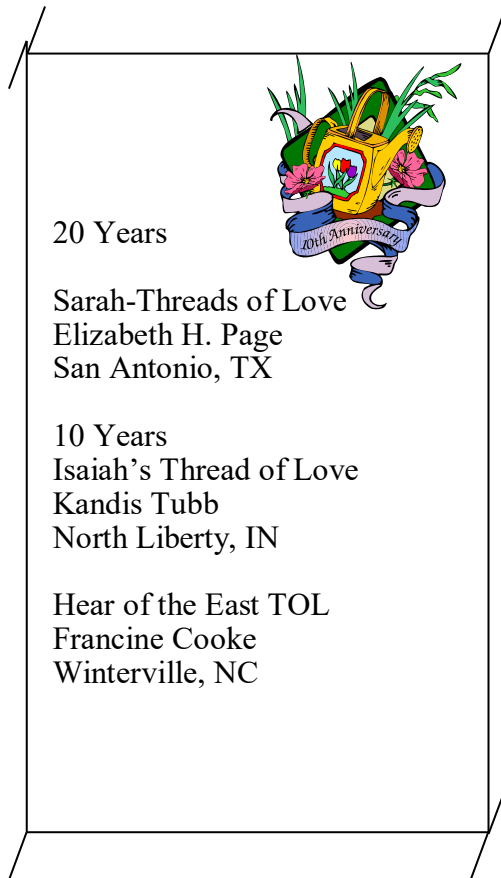 10th Anniversary
20 Years
Sarah-Threads of Love
Elizabeth H. Page
San Antonio, TX
10 Years
Isaiah’s Thread of Love
Kandis Tubb
North Liberty, IN
Hear of the East TOL
Francine Cooke
Winterville, NC